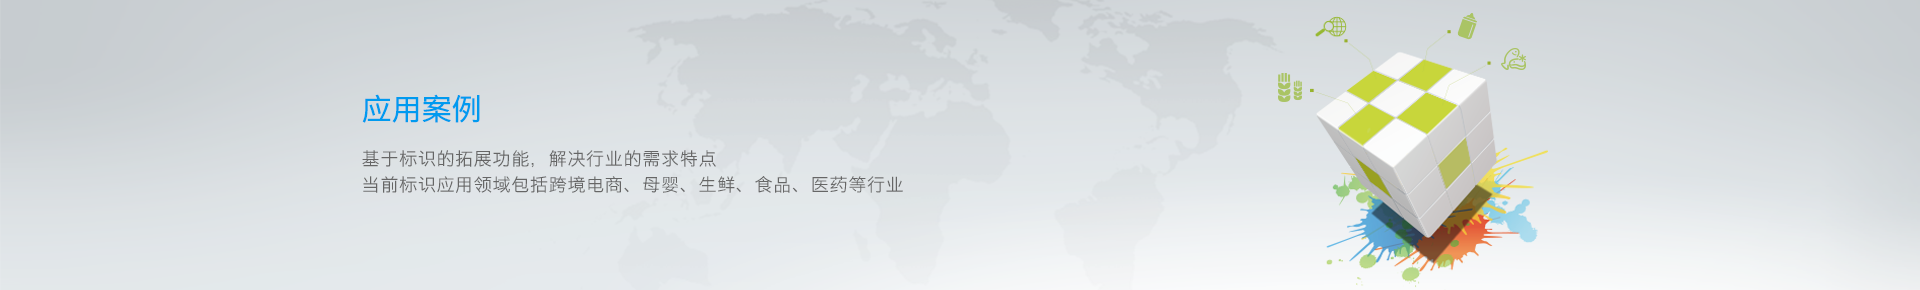 应用案例
基于标识的拓展功能，解决行业的需求特点
当前标识应用领域包括跨境电商、母婴、生鲜、食品、医药等行业